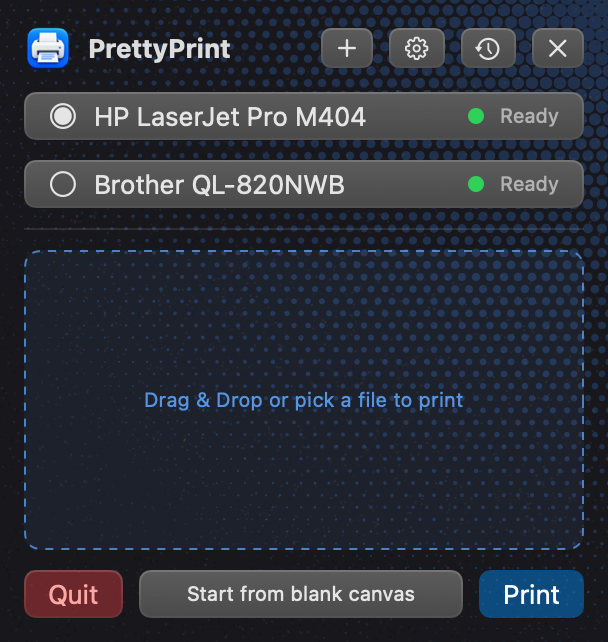 PrettyPrint
HP LaserJet Pro M404 Ready
Brother QL-820NWB Ready
Drag & Drop or pick a file to print
Quit Start from blank canvas Print